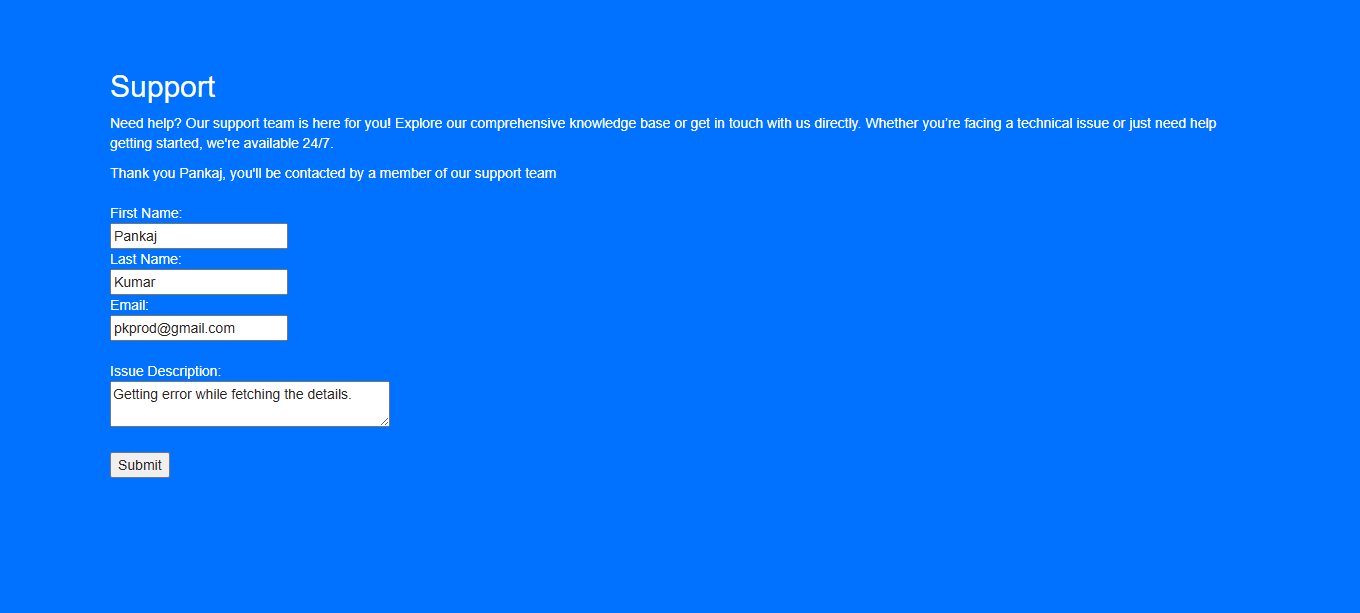 Support
Need help? Our support team is here for you! Explore our comprehensive knowledge base or get in touch with us directly. Whether you’re facing a technical issue or just need help
getting started, we're available 24/7.
Thank you Pankaj, you'll be contacted by a member of our support team
First Name:
Pankaj
Last Name:
Kumar
Email:
pkprod@gmail.com
Issue Description:
Getting error while fetching the details.
Submit